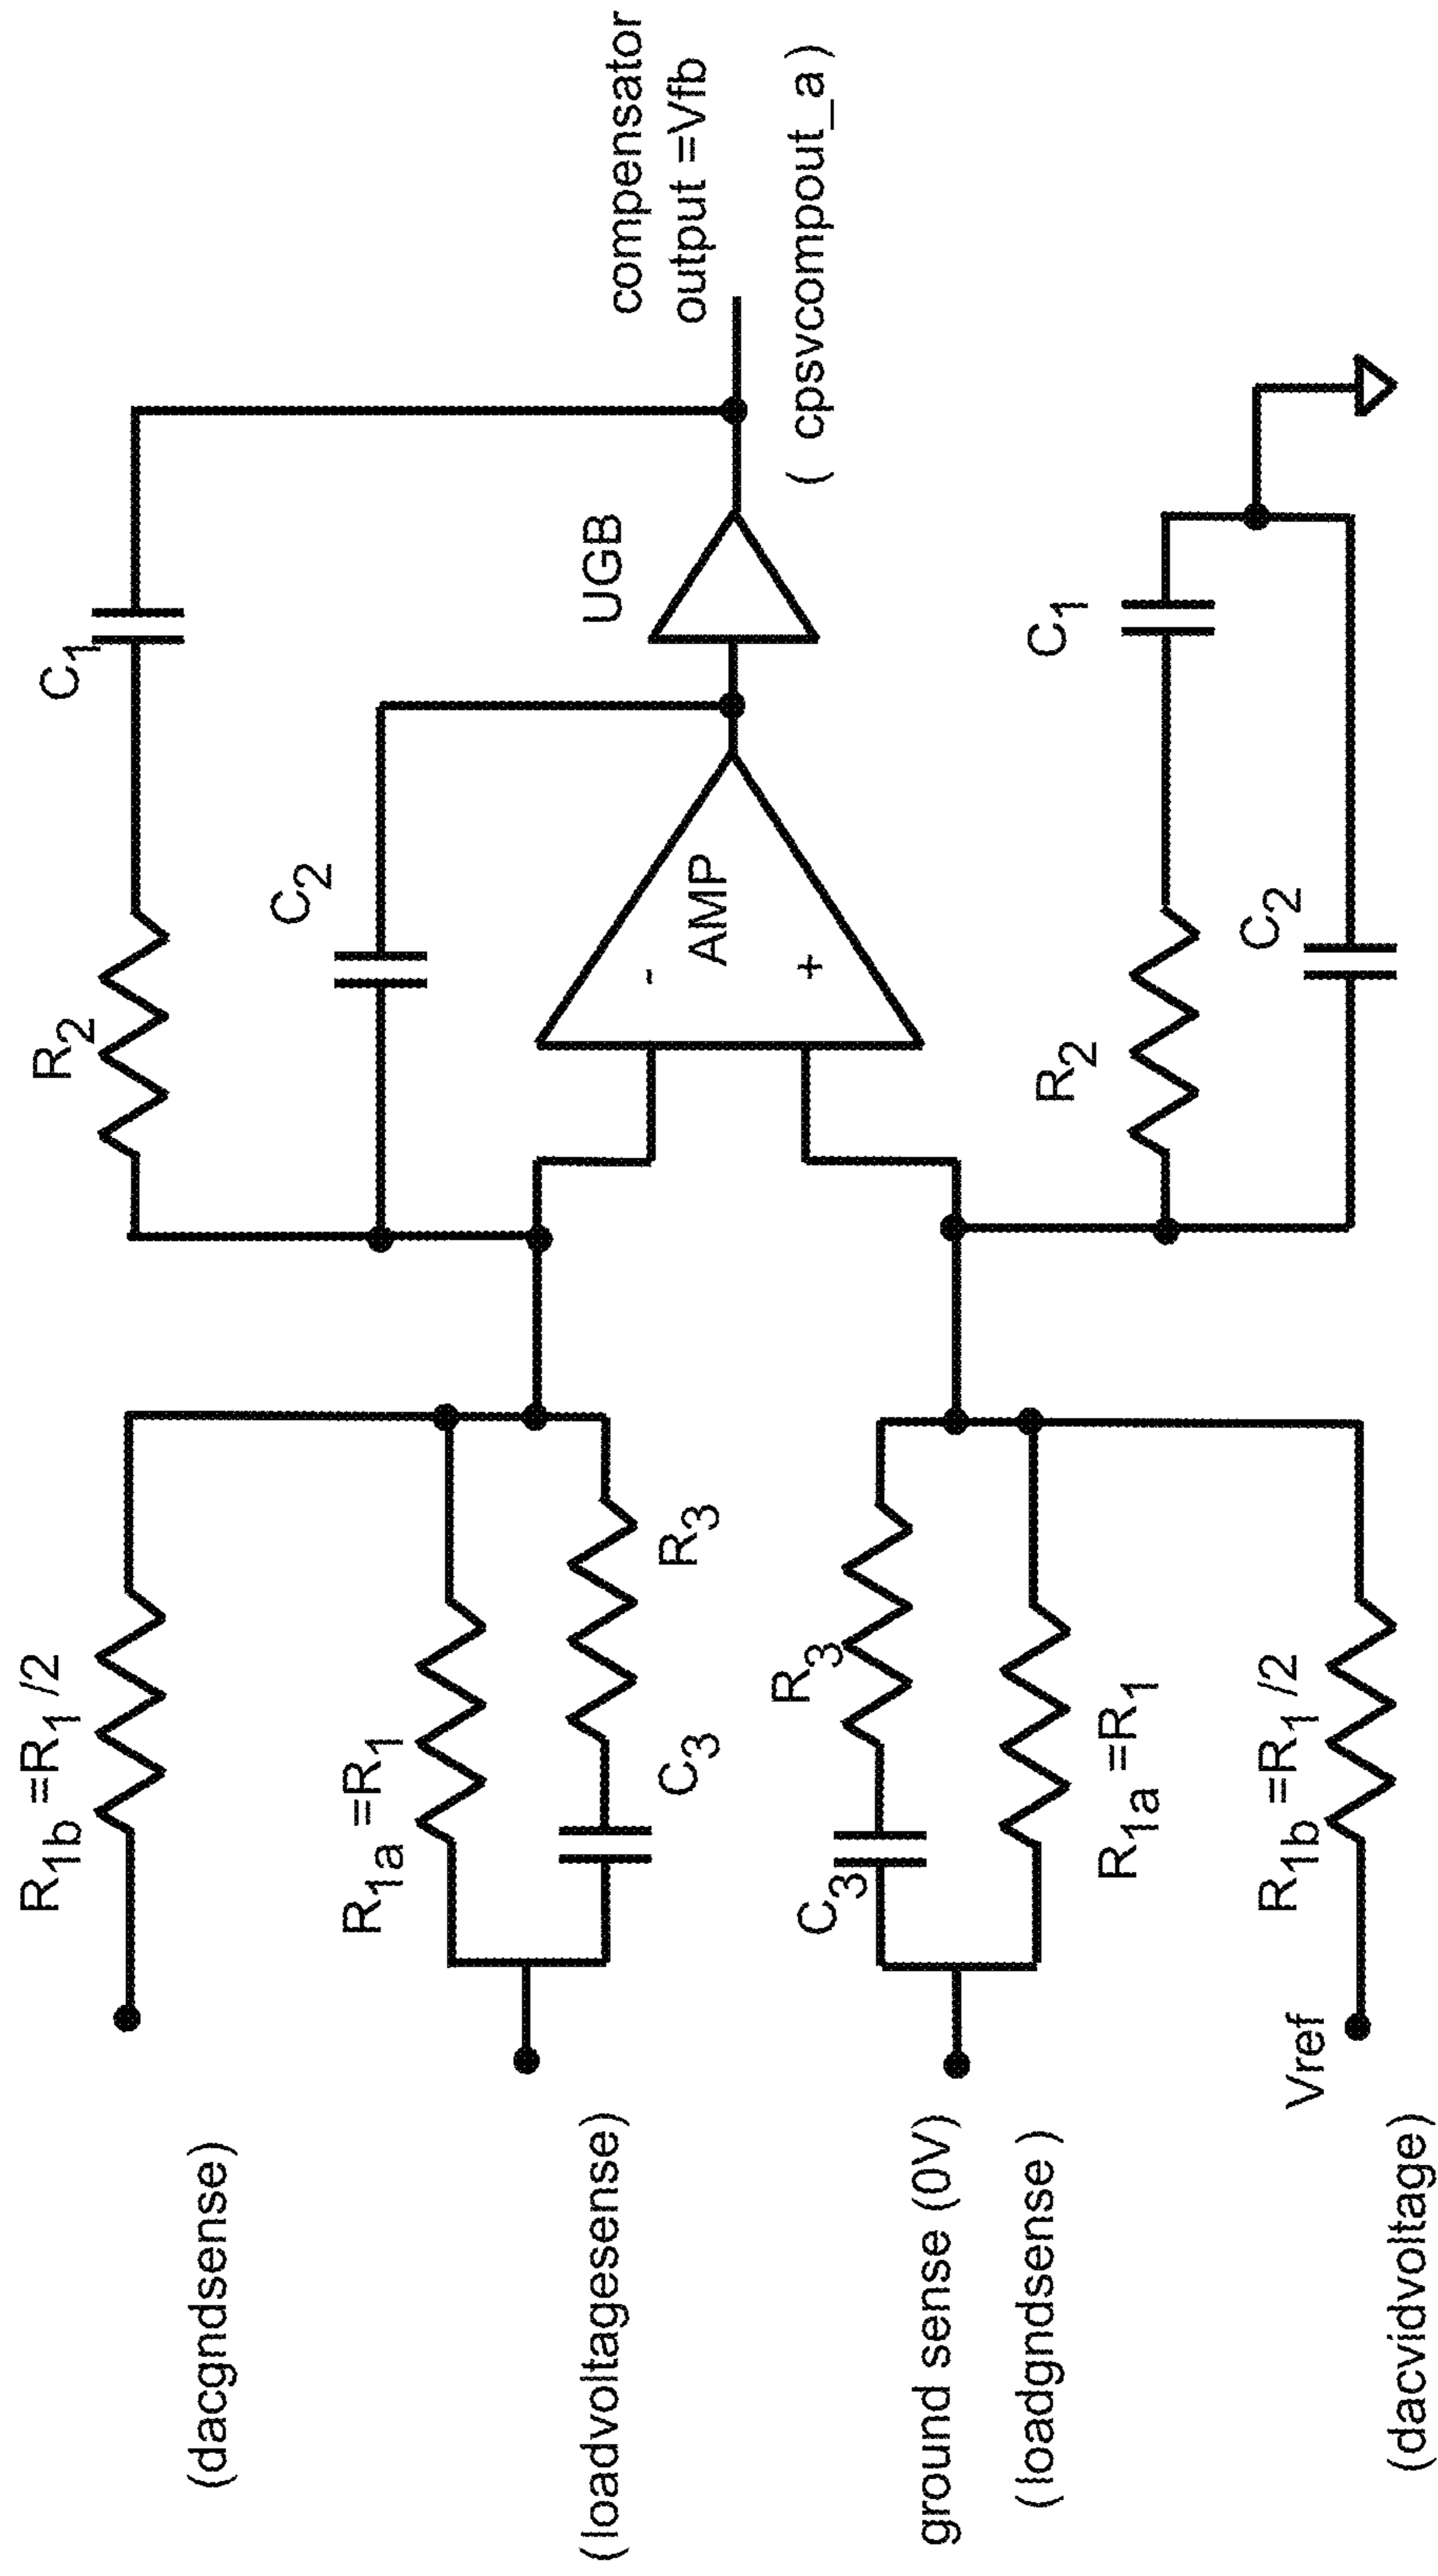 R1b =R1 /2
(dacgndsense)
R2
C1
C2
R1a =R1
(loadvoltagesense)
C3
R3
-
AMP
+
UGB
compensator
output =Vfb
( cpsvcompout_a )
C3
R3
ground sense (0V)
(loadgndsense )
R1a =R1
R2
C1
C2
R1b =R1 /2
Vref
(dacvidvoltage)